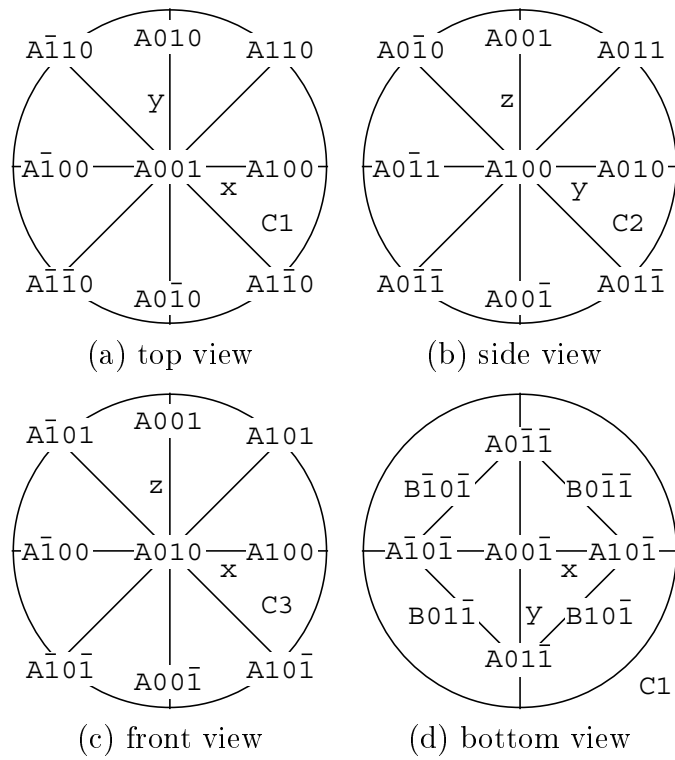 A1̄10 A010 A110
y
A1̄00 A001 A100
x
C1
A1̄1̄0 A01̄0 A11̄0
(a) top view
A01̄0 A001 A011
z
A01̄1 A100 A010
y
C2
A01̄1̄ A001̄ A011̄
(b) side view
A1̄01 A001 A101
z
A1̄00 A010 A100
x
C3
A1̄01̄ A001̄ A101̄
(c) front view
A01̄1̄
B1̄01̄ B01̄1̄
A1̄01̄ A001̄ A101̄
x
B011̄ y B101̄
A011̄
C1
(d) bottom view